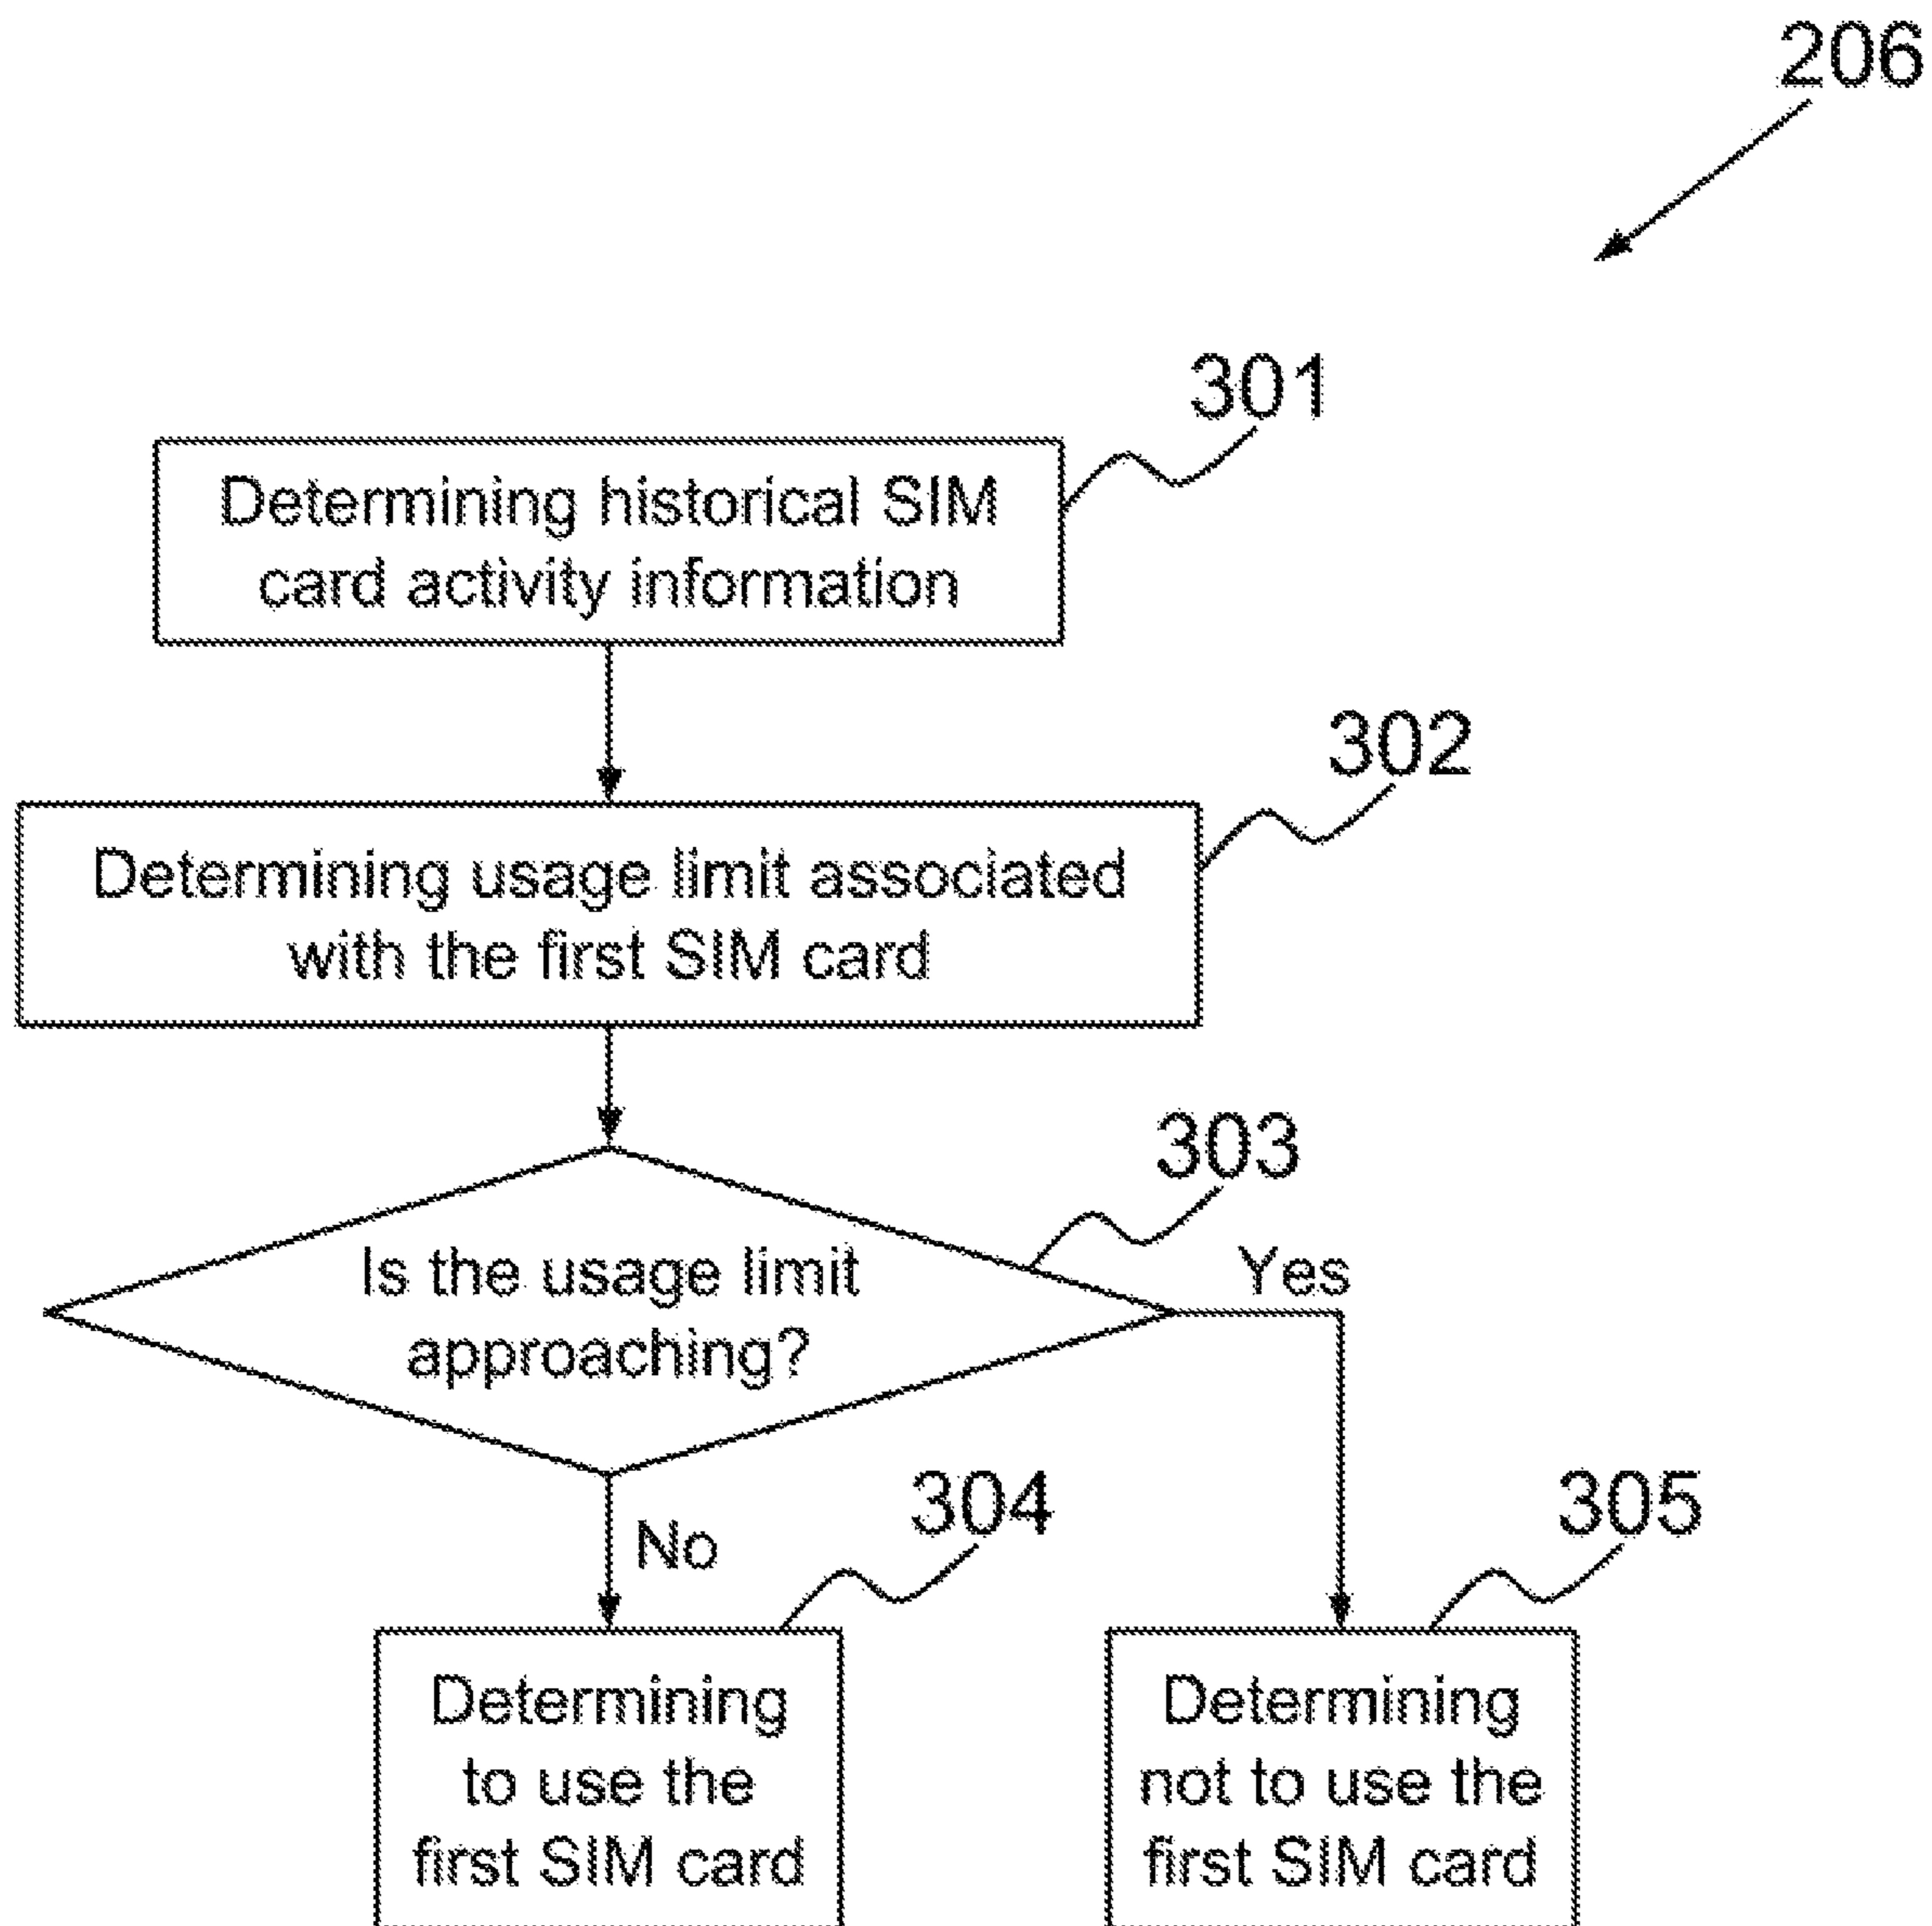 206
301
Determining historical SIM
card activity information
302
Determining usage limit associated
with the first SIM card
303
Is the usage limit
approaching?
Yes
No
304
305
Determining
to use the
first SIM card
Determining
not to use the
first SIM card